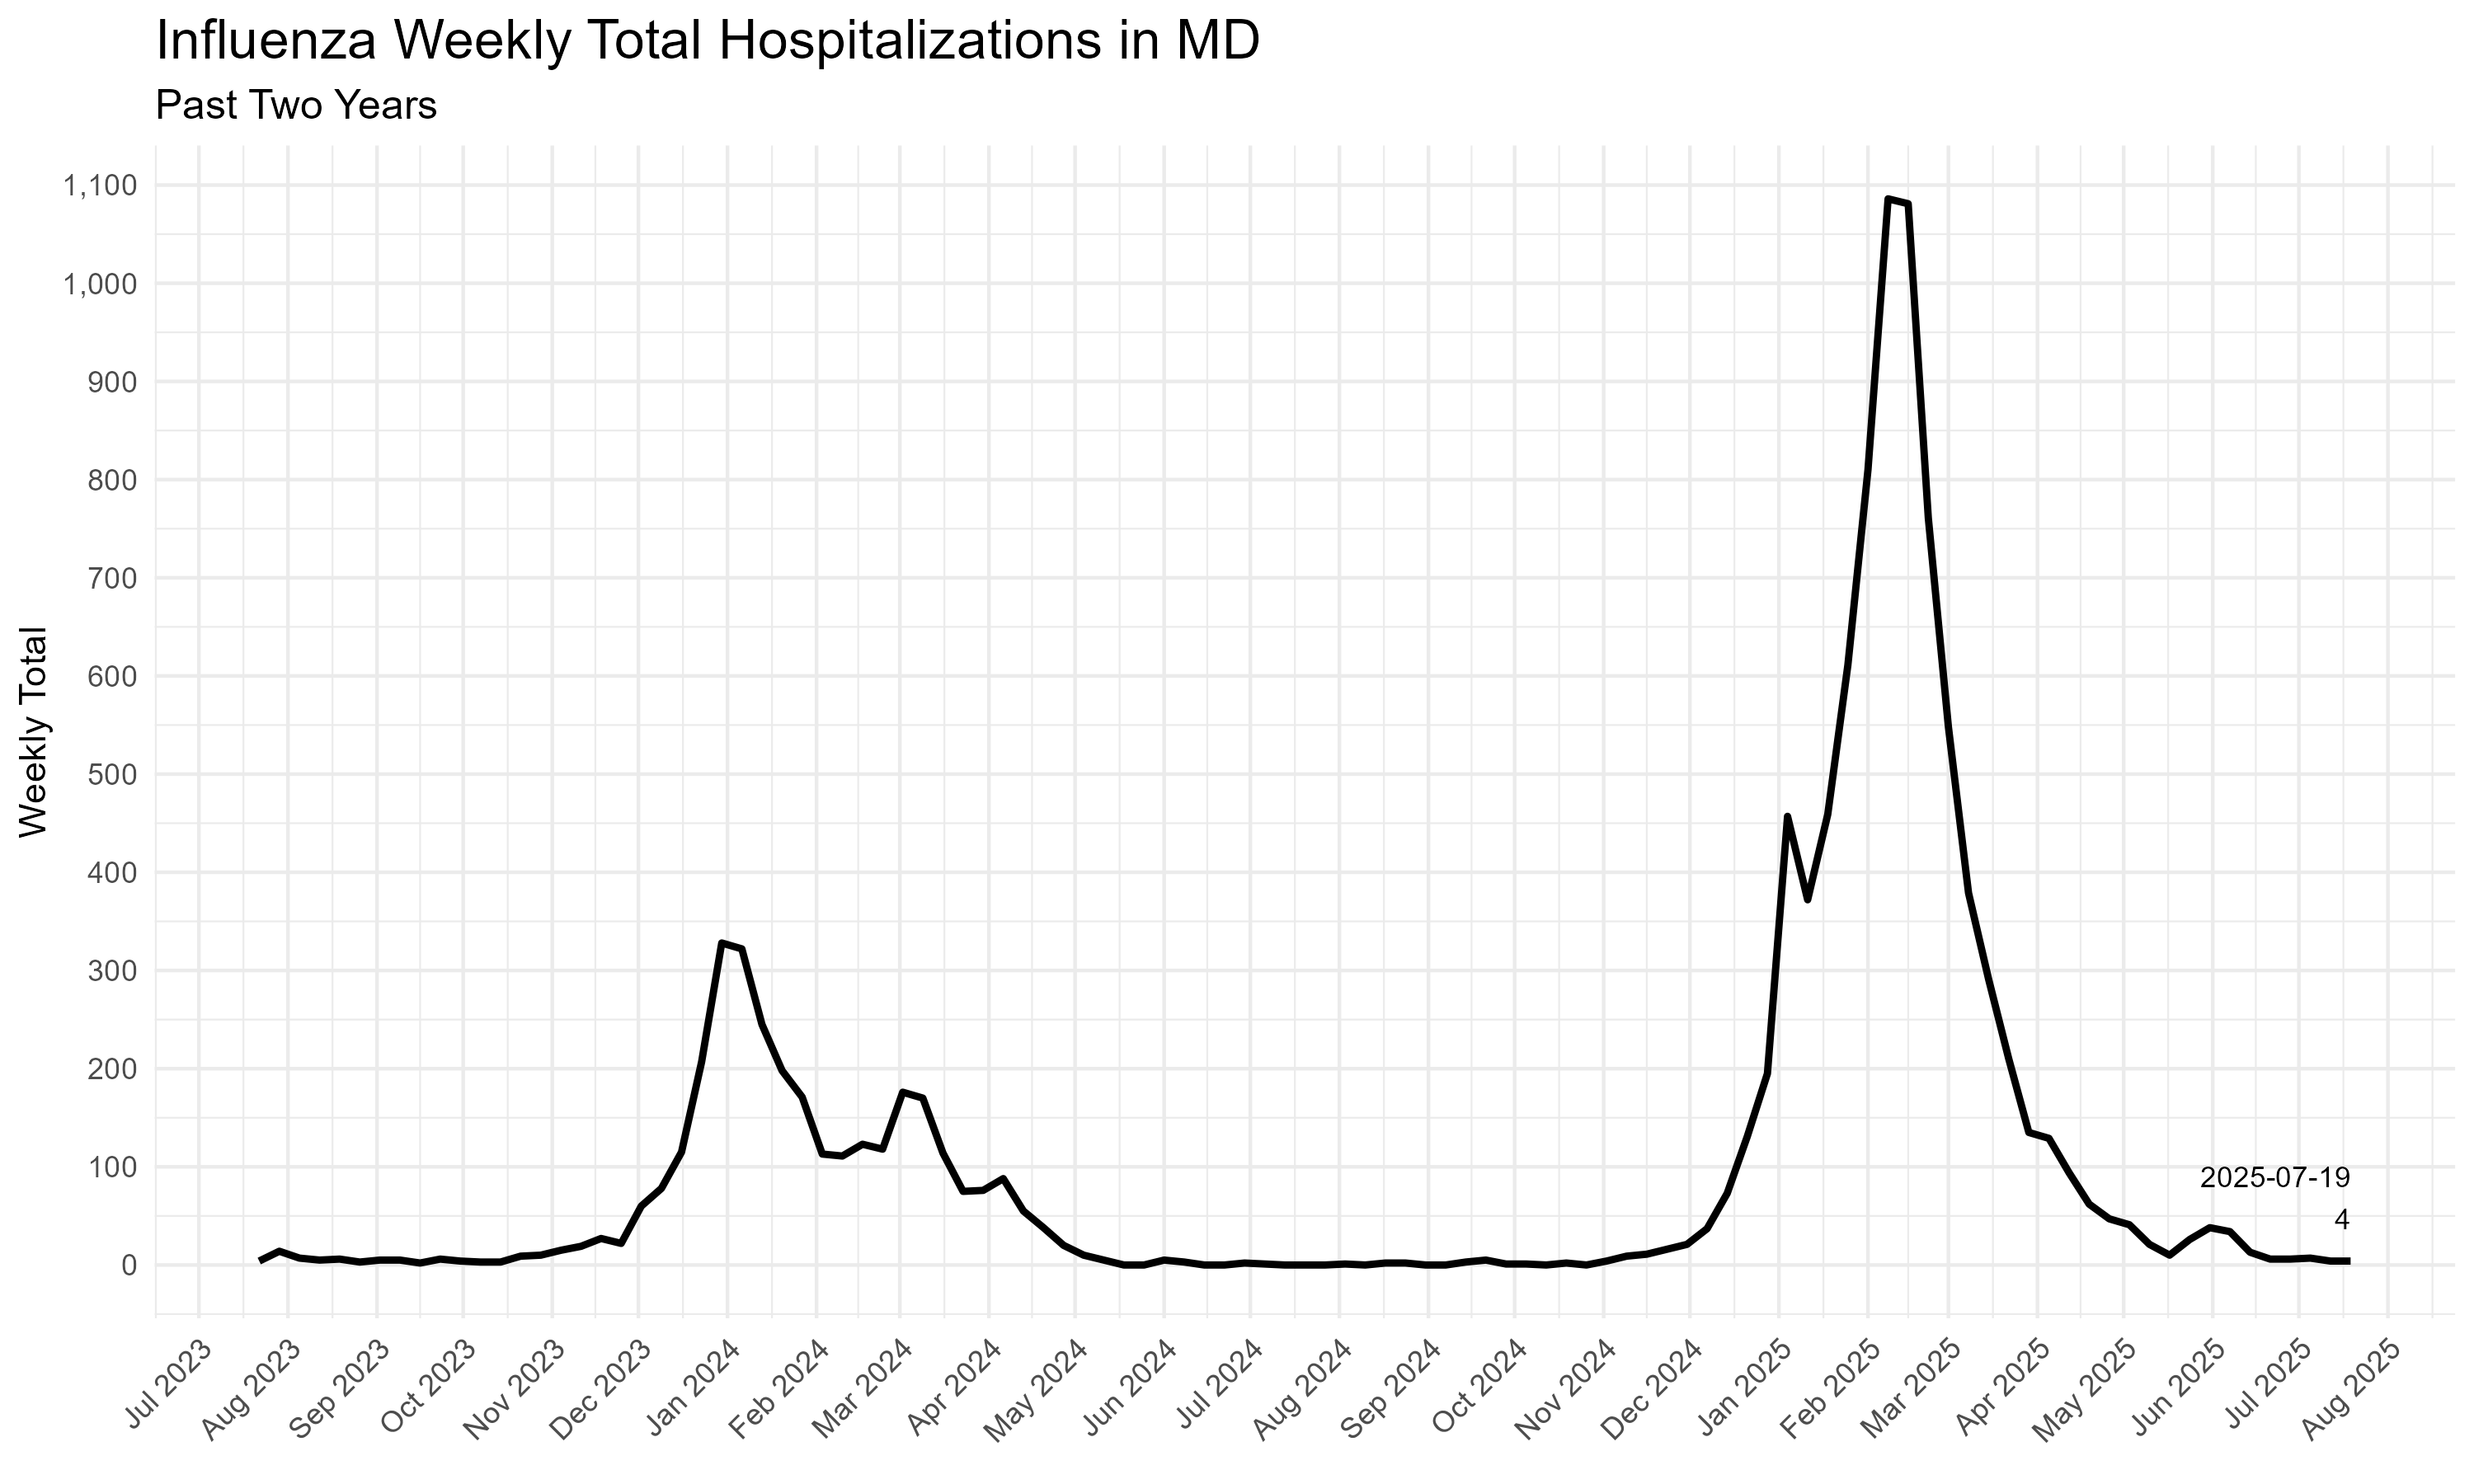 Influenza Weekly Total Hospitalizations in MD
Past Two Years
Weekly Total
1,100
1,000
900
800
700
600
500
400
300
200
100
0
2025-07-19
4
Jul 2023
Aug 2023
Sep 2023
Oct 2023
Nov 2023
Dec 2023
Jan 2024
Feb 2024
Mar 2024
Apr 2024
May 2024
Jun 2024
Jul 2024
Aug 2024
Sep 2024
Oct 2024
Nov 2024
Dec 2024
Jan 2025
Feb 2025
Mar 2025
Apr 2025
May 2025
Jun 2025
Jul 2025
Aug 2025